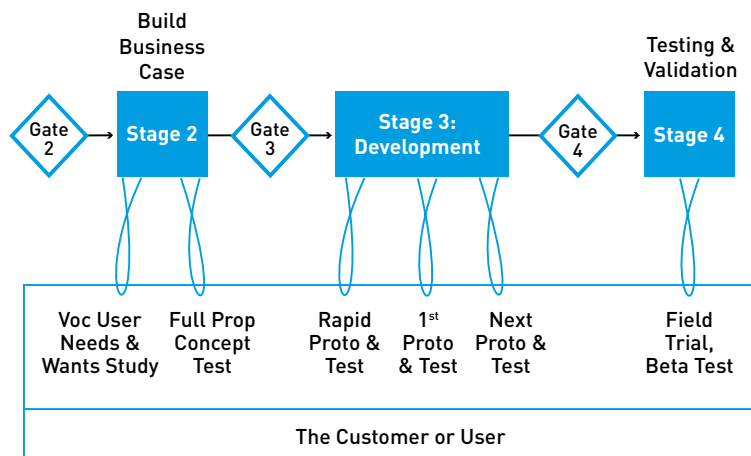 Build
Business
Case
Testing &
Validation
Gate
2
Stage 2
Gate
3
Stage 3:
Development
Gate
4
Stage 4
Voc User
Needs &
Wants Study
Full Prop
Concept
Test
Rapid
Proto &
Test
1st
Proto
& Test
Next
Proto &
Test
Field
Trial,
Beta Test
The Customer or User